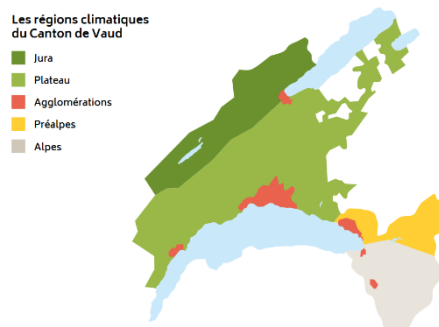 Les régions climatiques
du Canton de Vaud
Jura
Plateau
Agglomérations
Préalpes
Alpes